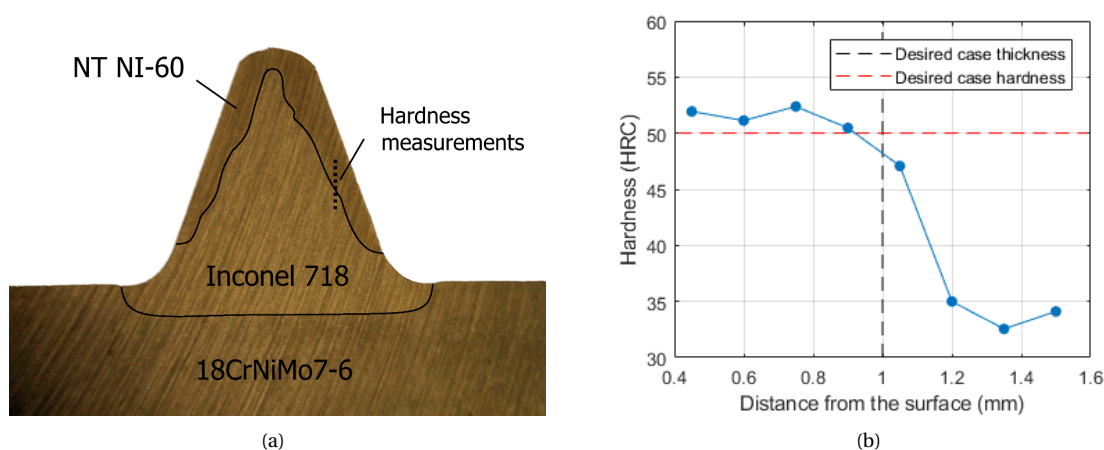 NT NI-60
Hardness
measurements
Inconel 718
18CrNiMo7-6
(a)
60
55
50
45
40
35
30
Hardness (HRC)
Desired case thickness
Desired case hardness
0.4 0.6 0.8 1 1.2 1.4 1.6
Distance from the surface (mm)
(b)